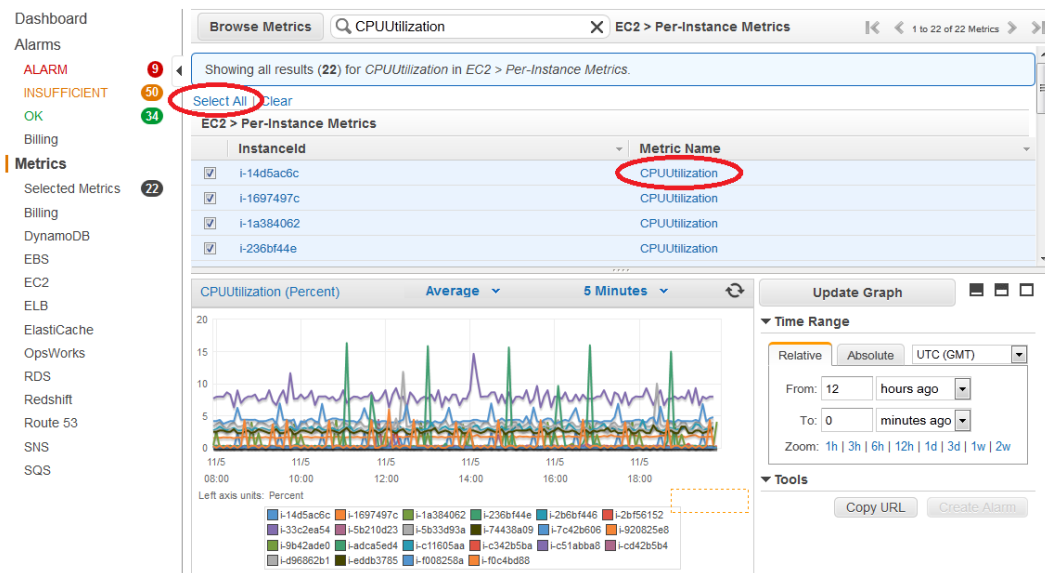 Dashboard
Alarms
ALARM 9
INSUFFICIENT 50
OK 34
Billing
Metrics
Selected Metrics 22
Billing
DynamoDB
EBS
EC2
ELB
ElastiCache
OpsWorks
RDS
Redshift
Route 53
SNS
SQS
Browse Metrics CPUUtilization X EC2 > Per-Instance Metrics 1 to 22 of 22 Metrics
Showing all results (22) for CPUUtilization in EC2 > Per-Instance Metrics.
Select All | Clear
EC2 > Per-Instance Metrics
InstanceId Metric Name
i-14d5ac6c CPUUtilization
i-1697497c CPUUtilization
i-1a384062 CPUUtilization
i-236bf44e CPUUtilization
CPUUtilization (Percent) Average 5 Minutes
20
15
10
5
0
11/5 11/5 11/5 11/5 11/5 11/5
08:00 10:00 12:00 14:00 16:00 18:00
Left axis units: Percent
i-14d5ac6c i-1697497c i-1a384062 i-236bf44e i-2b6bf446 i-2bf56152
i-33c2ea54 i-5b210d23 i-5b33d93a i-74438a09 i-7c42b606 i-920825e8
i-9b42ade0 i-adca5ed4 i-c11605aa i-c342b5ba i-c51abba8 i-cd42b5b4
i-d96862b1 i-eddb3785 i-f008258a i-f0c4bd88
Update Graph
Time Range
Relative Absolute UTC (GMT)
From: 12 hours ago
To: 0 minutes ago
Zoom: 1h | 3h | 6h | 12h | 1d | 3d | 1w | 2w
Tools
Copy URL Create Alarm